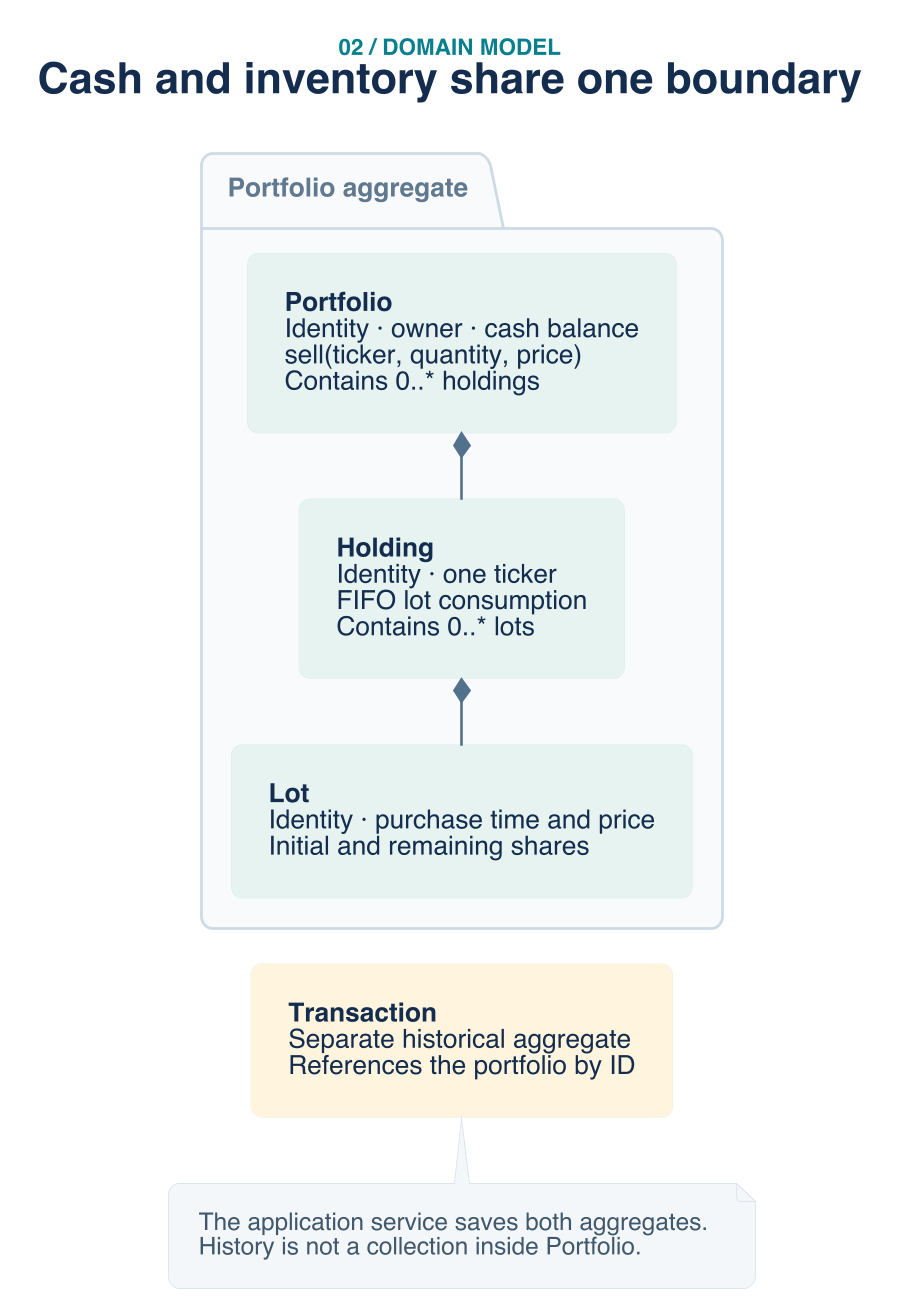 02 / DOMAIN MODEL
Cash and inventory share one boundary
Portfolio aggregate
Portfolio
Identity · owner · cash balance
sell(ticker, quantity, price)
Contains 0..* holdings
Holding
Identity · one ticker
FIFO lot consumption
Contains 0..* lots
Lot
Identity · purchase time and price
Initial and remaining shares
Transaction
Separate historical aggregate
References the portfolio by ID
The application service saves both aggregates.
History is not a collection inside Portfolio.